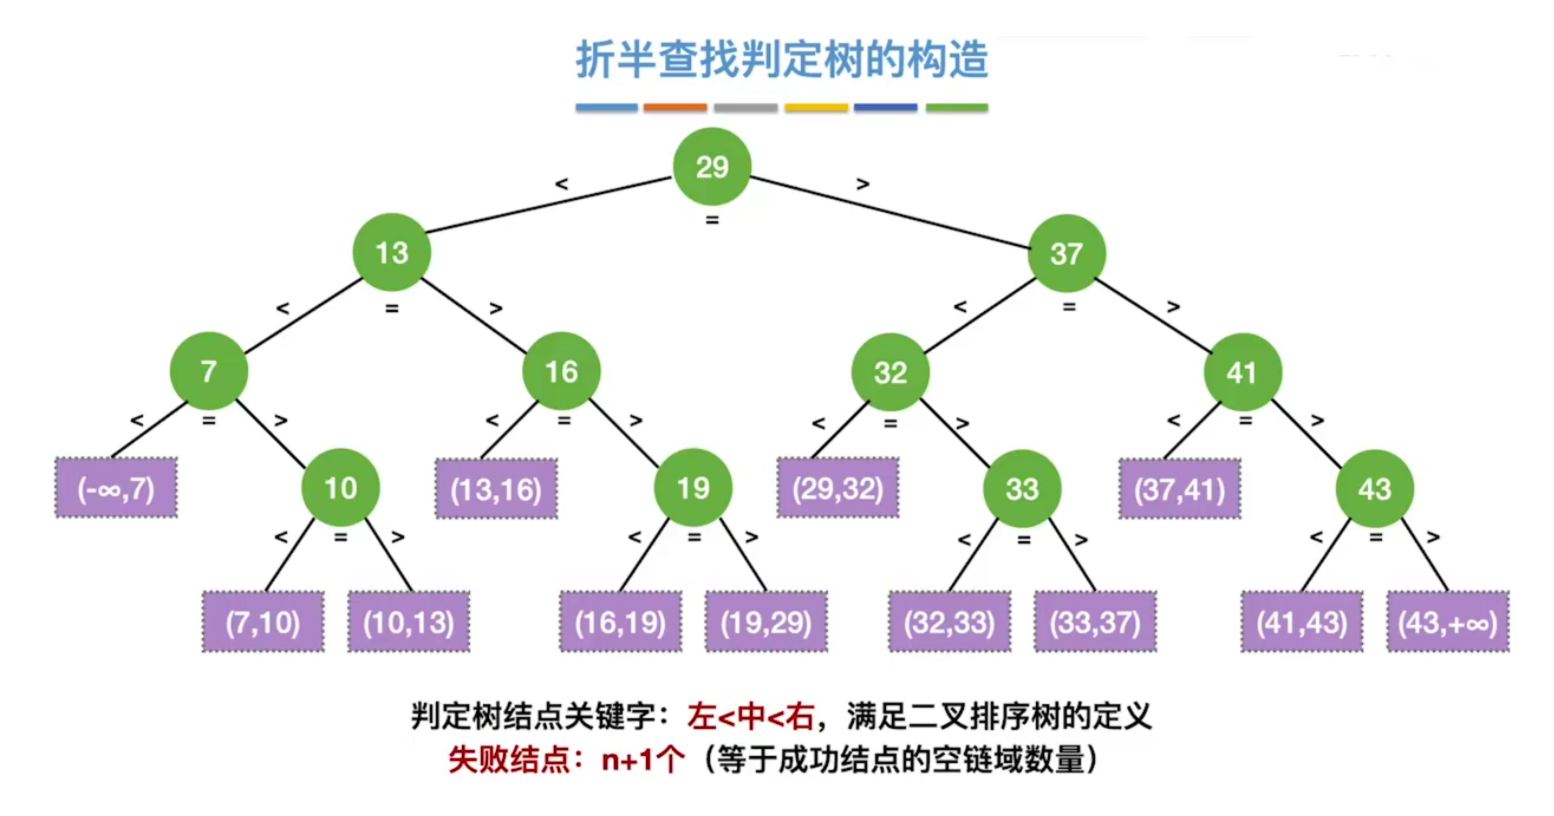 折半查找判定树的构造
29
< >
=
13 37
< = > < = >
7 16 32 41
< = > < = > < = > < = >
(-∞,7) 10 (13,16) 19 (29,32) 33 (37,41) 43
< = > < = > < = > < = >
(7,10) (10,13) (16,19) (19,29) (32,33) (33,37) (41,43) (43,+∞)
判定树结点关键字：左<中<右，满足二叉排序树的定义
失败结点：n+1个（等于成功结点的空链域数量）